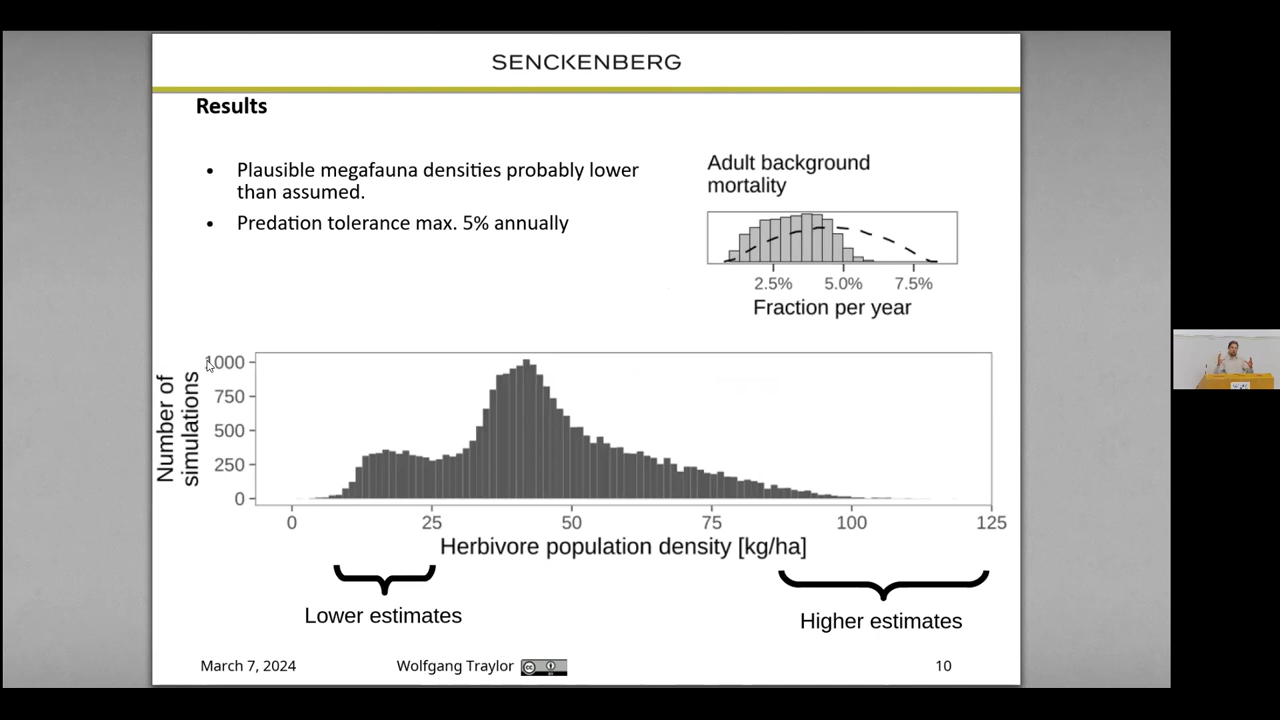 SENCKENBERG
Results
• Plausible megafauna densities probably lower
than assumed.
• Predation tolerance max. 5% annually
Adult background
mortality
2.5% 5.0% 7.5%
Fraction per year
Number of
simulations
1000
750
500
250
0
0 25 50 75 100 125
Herbivore population density [kg/ha]
Lower estimates
Higher estimates
March 7, 2024 Wolfgang Traylor cc BY 10